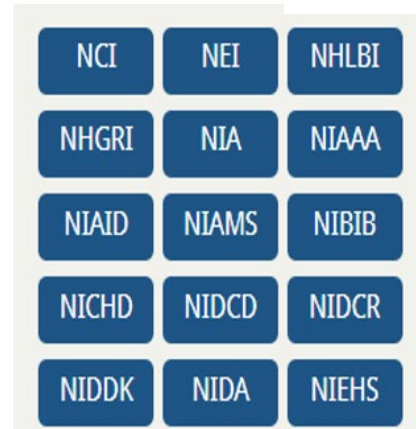 NCI NEI NHLBI
NHGRI NIA NIAAA
NIAID NIAMS NIBIB
NICHD NIDCD NIDCR
NIDDK NIDA NIEHS